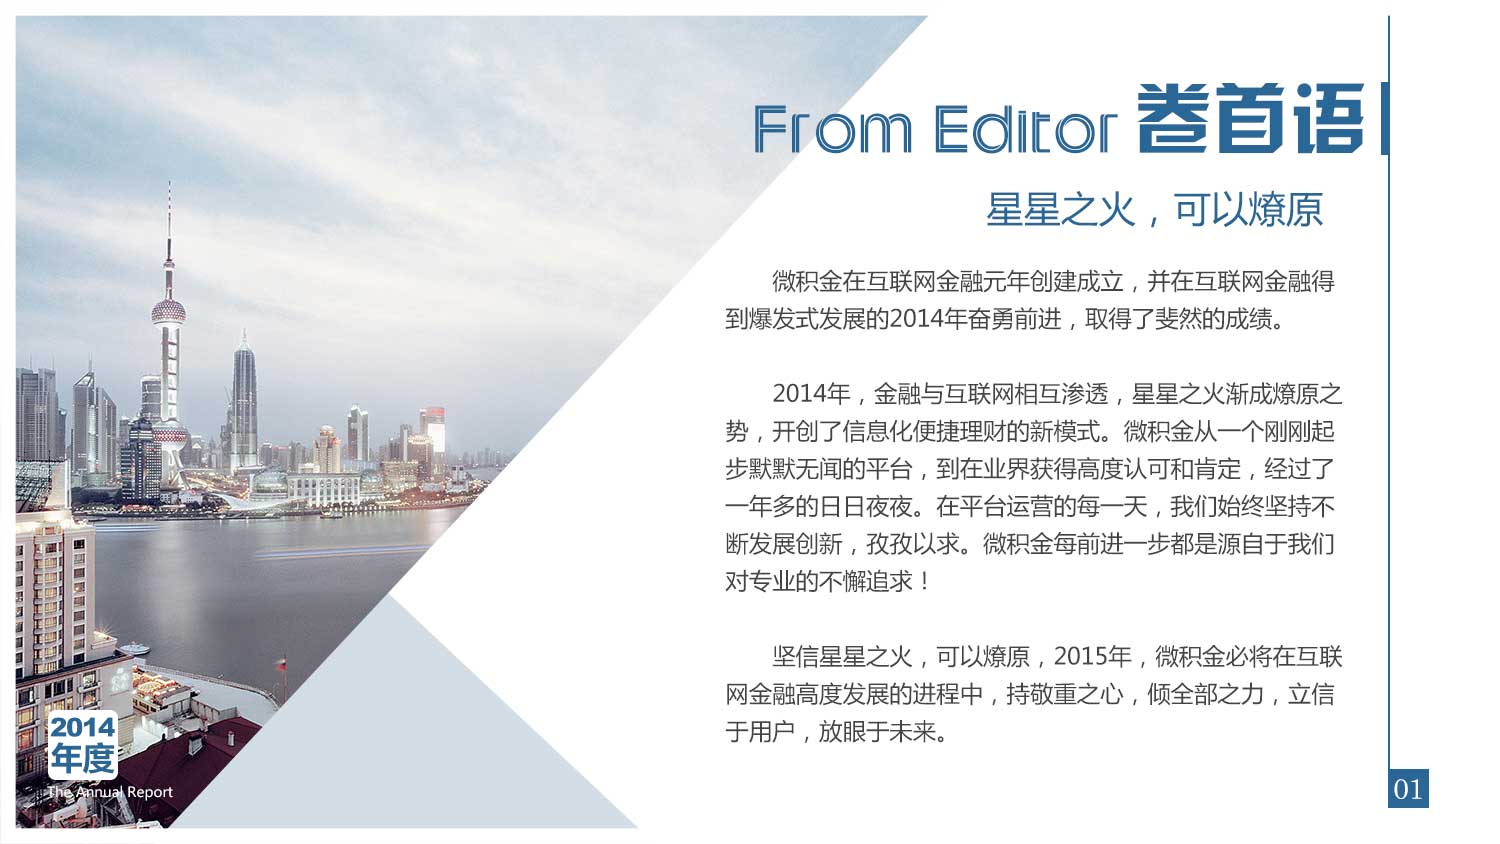 From Editor 卷首语
星星之火，可以燎原
微积金在互联网金融元年创建成立，并在互联网金融得
到爆发式发展的2014年奋勇前进，取得了斐然的成绩。
2014年，金融与互联网相互渗透，星星之火渐成燎原之
势，开创了信息化便捷理财的新模式。微积金从一个刚刚起
步默默无闻的平台，到在业界获得高度认可和肯定，经过了
一年多的日日夜夜。在平台运营的每一天，我们始终坚持不
断发展创新，孜孜以求。微积金每前进一步都是源自于我们
对专业的不懈追求！
坚信星星之火，可以燎原，2015年，微积金必将在互联
网金融高度发展的进程中，持敬重之心，倾全部之力，立信
于用户，放眼于未来。
2014
年度
The Annual Report
01